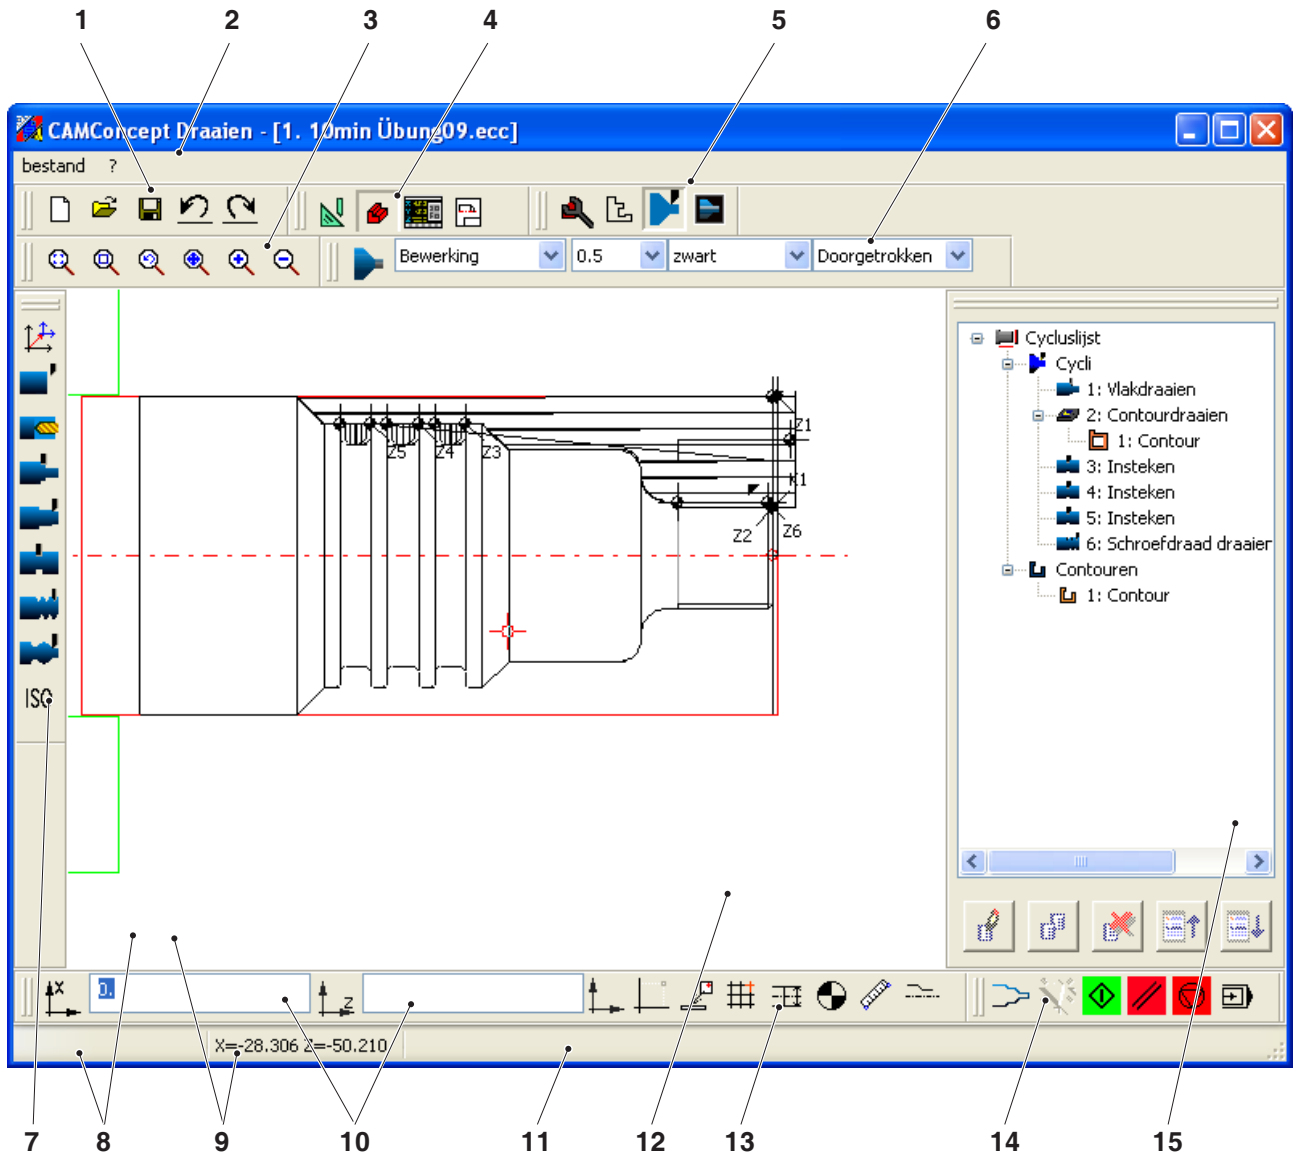 1 2 3 4 5 6
CAMConcept Draaien - [1. 10min Übung09.ecc]
bestand ?
Bewerking 0.5 zwart Doorgetrokken
Cycluslijst
Cycli
1: Vlakdraaien
2: Contourdraaien
1: Contour
3: Insteken
4: Insteken
5: Insteken
6: Schroefdraad draaier
Contouren
1: Contour
Z1
Z5 Z4 Z3
K1
Z2 Z6
ISO
X 0. Z
X=-28.306 Z=-50.210
7 8 9 10 11 12 13 14 15